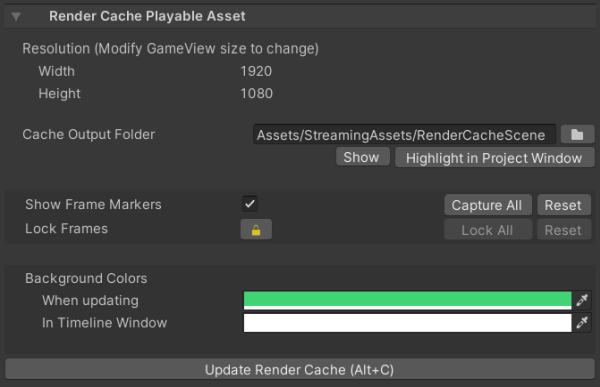 Render Cache Playable Asset
Resolution (Modify GameView size to change)
Width 1920
Height 1080
Cache Output Folder Assets/StreamingAssets/RenderCacheScene
Show Highlight in Project Window
Show Frame Markers Capture All Reset
Lock Frames Lock All Reset
Background Colors
When updating
In Timeline Window
Update Render Cache (Alt+C)